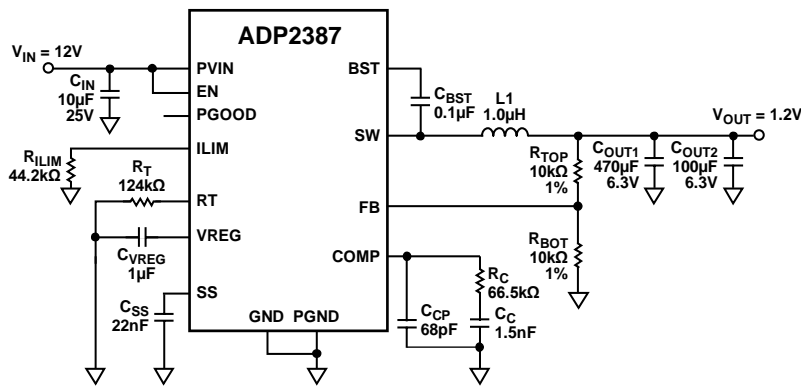 ADP2387
V_IN = 12V
PVIN
EN
PGOOD
ILIM
RT
VREG
SS
GND
PGND
BST
SW
FB
COMP
C_IN
10µF
25V
R_ILIM
44.2kΩ
R_T
124kΩ
C_VREG
1µF
C_SS
22nF
C_BST
0.1µF
L1
1.0µH
V_OUT = 1.2V
R_TOP
10kΩ
1%
C_OUT1
470µF
6.3V
C_OUT2
100µF
6.3V
R_BOT
10kΩ
1%
R_C
66.5kΩ
C_CP
68pF
C_C
1.5nF